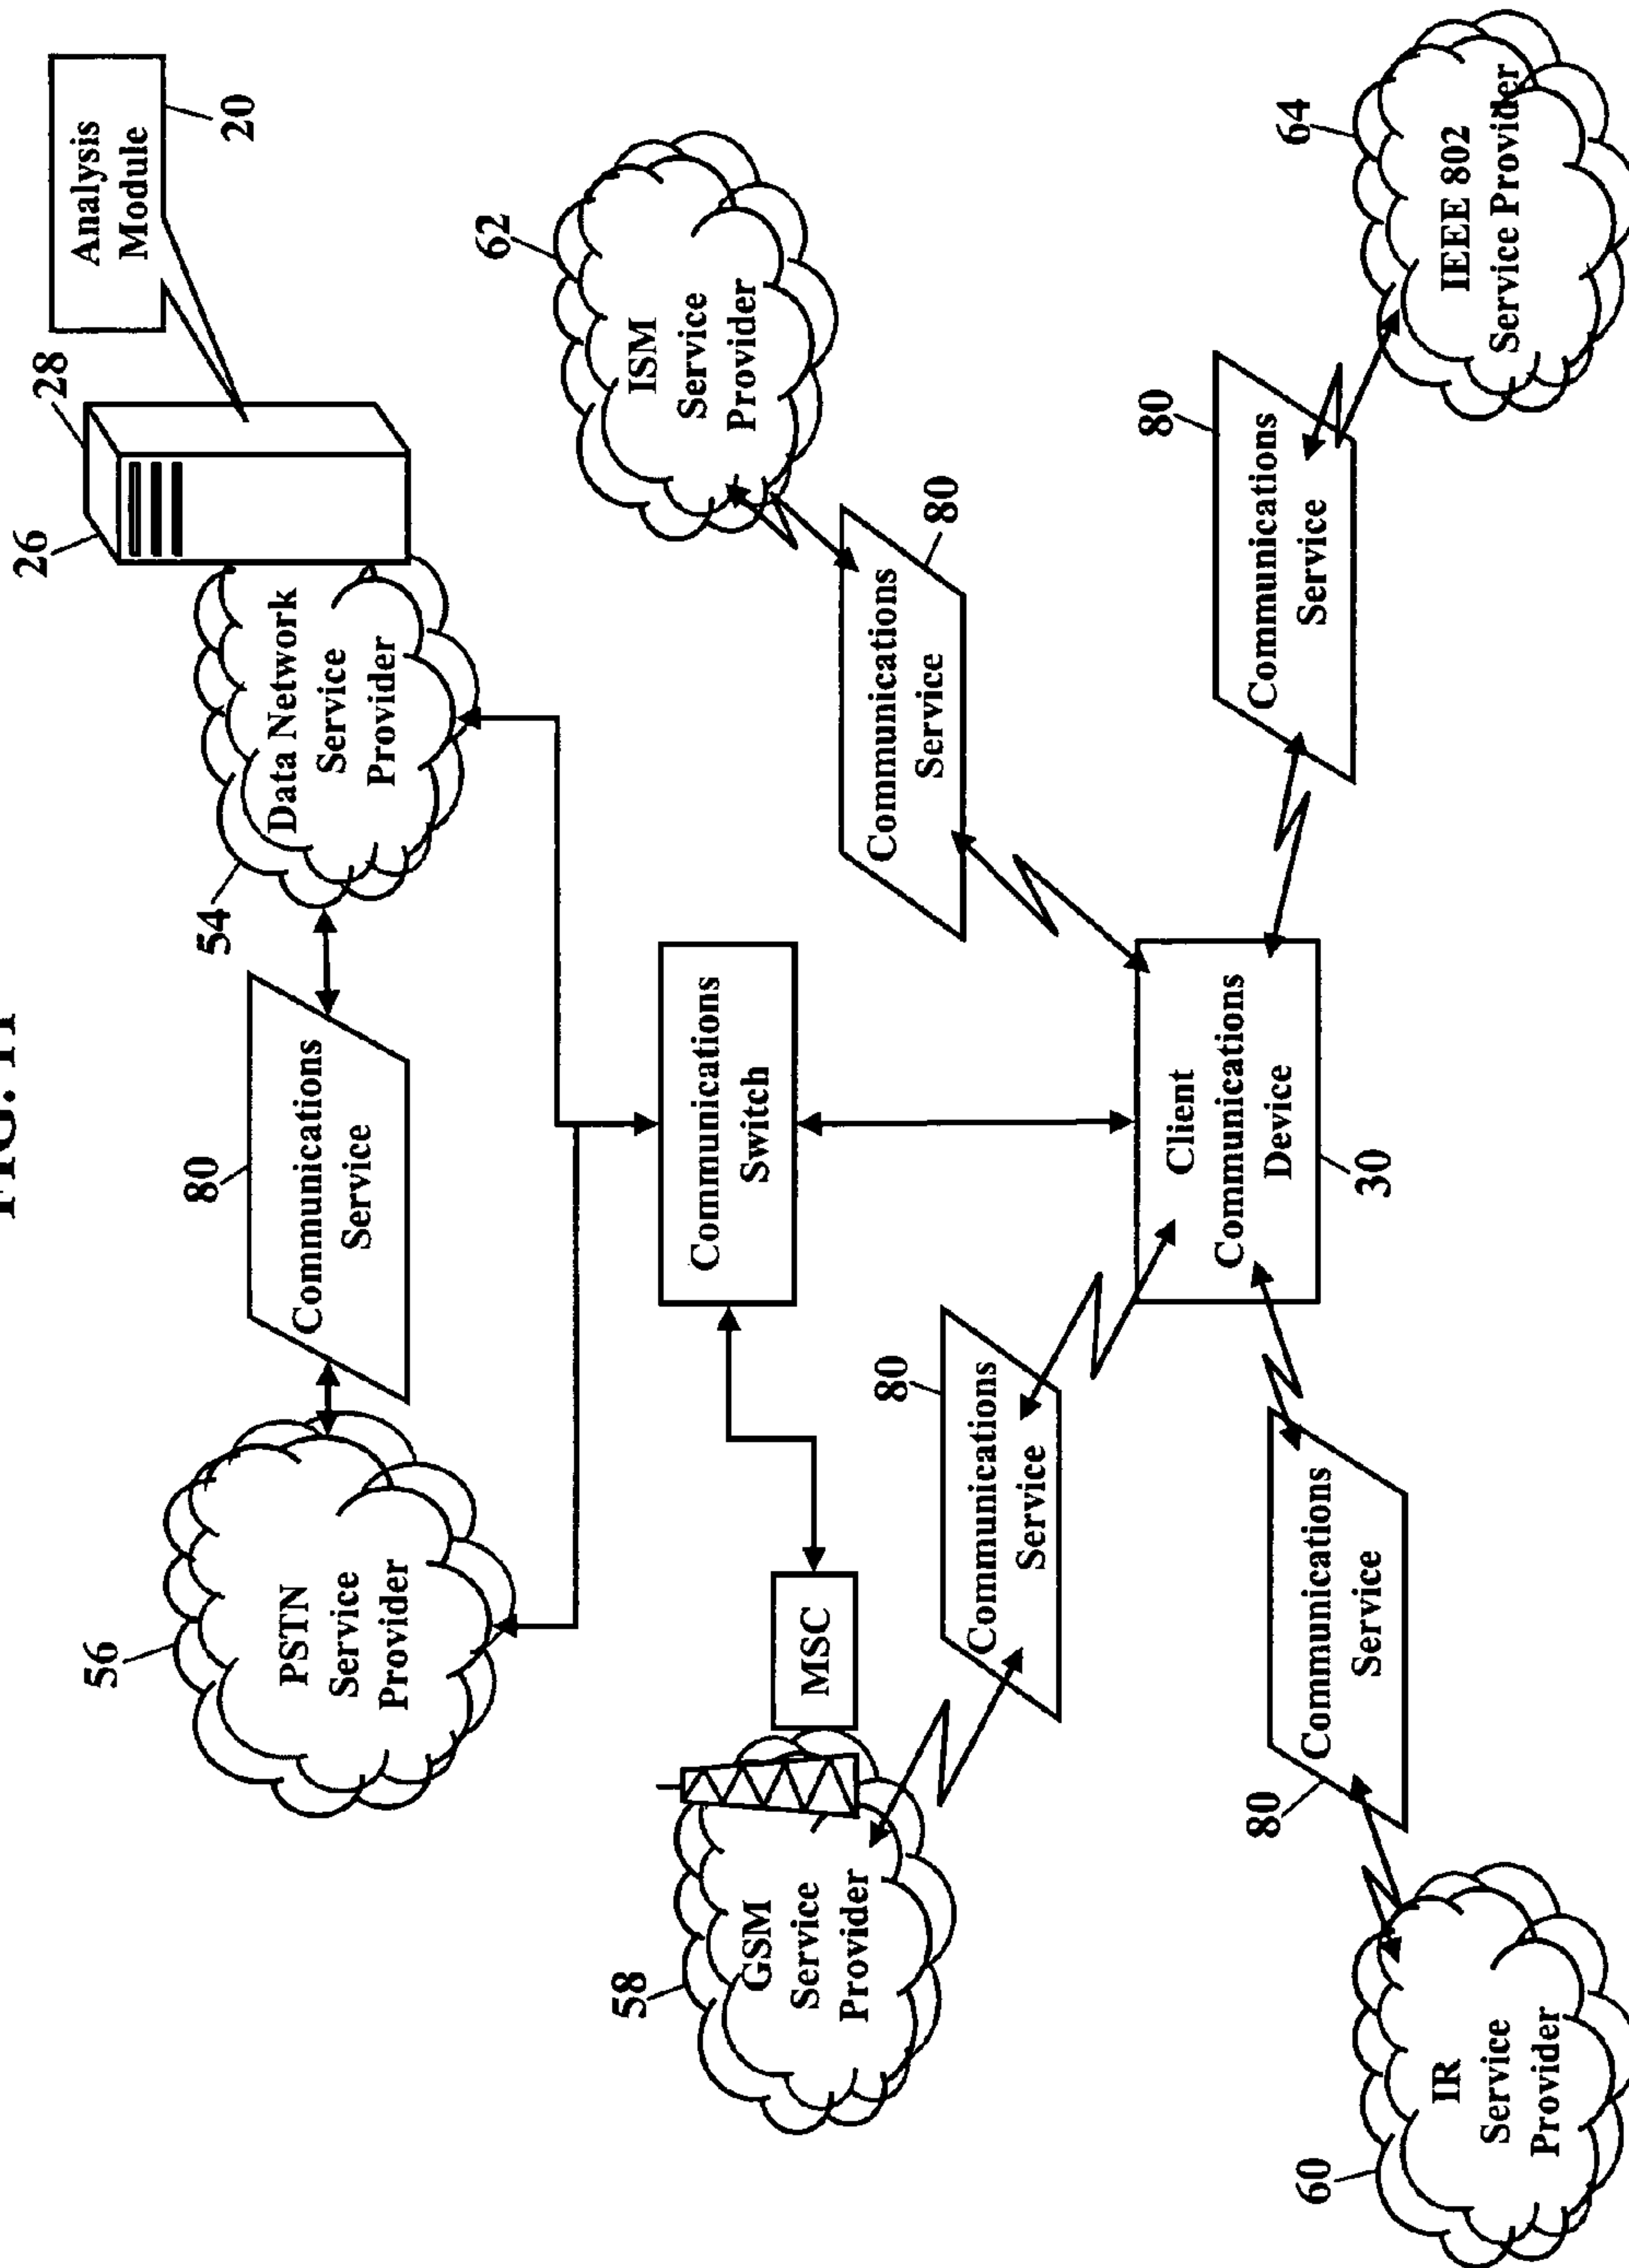 FIG.
56
PSTN
Service
Provider
80
Communications
Service
54
Data Network
Service
Provider
26
28
Analysis
Module
20
58
GSM
Service
Provider
MSC
Communications
Switch
62
ISM
Service
Provider
80
Communications
Service
80
Communications
Service
Client
Communications
Device
30
80
Communications
Service
64
IEEE 802
Service Provider
60
IR
Service
Provider
80
Communications
Service